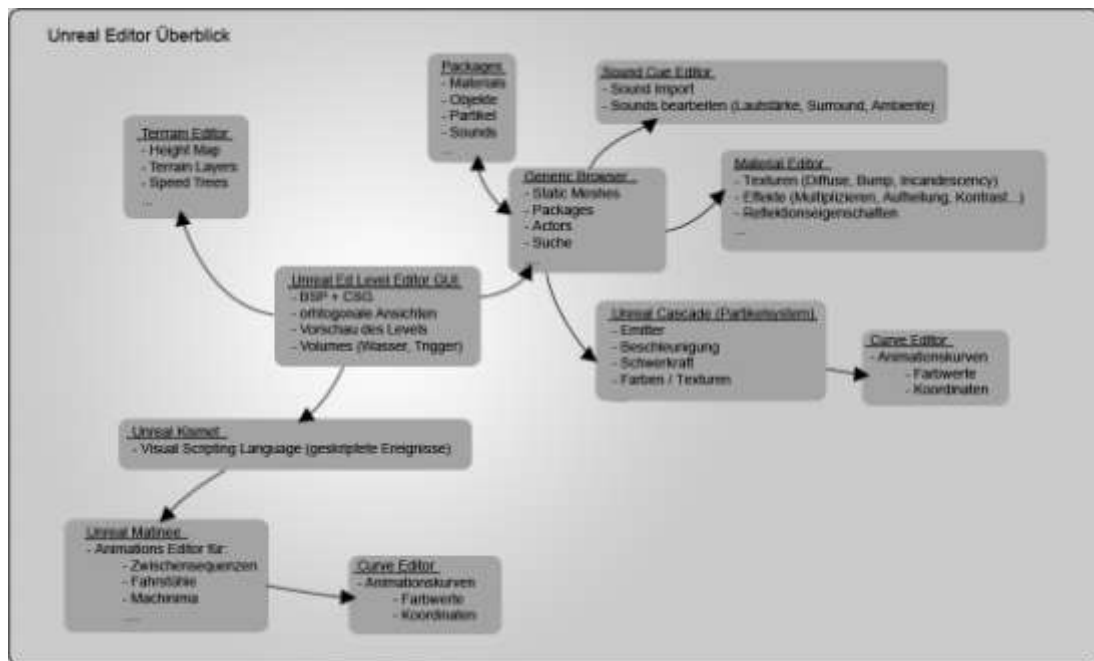 Unreal Editor Überblick
Packages
- Materials
- Objekte
- Partikel
- Sounds
...
Sound Cue Editor
- Sound Import
- Sounds bearbeiten (Lautstärke, Surround, Ambiente)
Terrrain Editor
- Height Map
- Terrain Layers
- Speed Trees
...
Generic Browser
- Static Meshes
- Packages
- Actors
- Suche
....
Material Editor
- Texturen (Diffuse, Bump, Incandescency)
- Effekte (Multiplizieren, Aufhellung, Kontrast...)
- Reflektionseigenschaften
...
Unreal Ed Level Editor GUI
- BSP + CSG
- orhtogonale Ansichten
- Vorschau des Levels
- Volumes (Wasser, Trigger)
Unreal Cascade (Partikelsystem)
- Emitter
- Beschleunigung
- Schwerkraft
- Farben / Texturen
Curve Editor
- Animationskurven
- Farbwerte
- Koordinaten
Unreal Kismet
- Visual Scripting Language (geskriptete Ereignisse)
Unreal Matinee
- Animations Editor für:
- Zwischensequenzen
- Fahrstühle
- Machinima
.....
Curve Editor
- Animationskurven
- Farbwerte
- Koordinaten